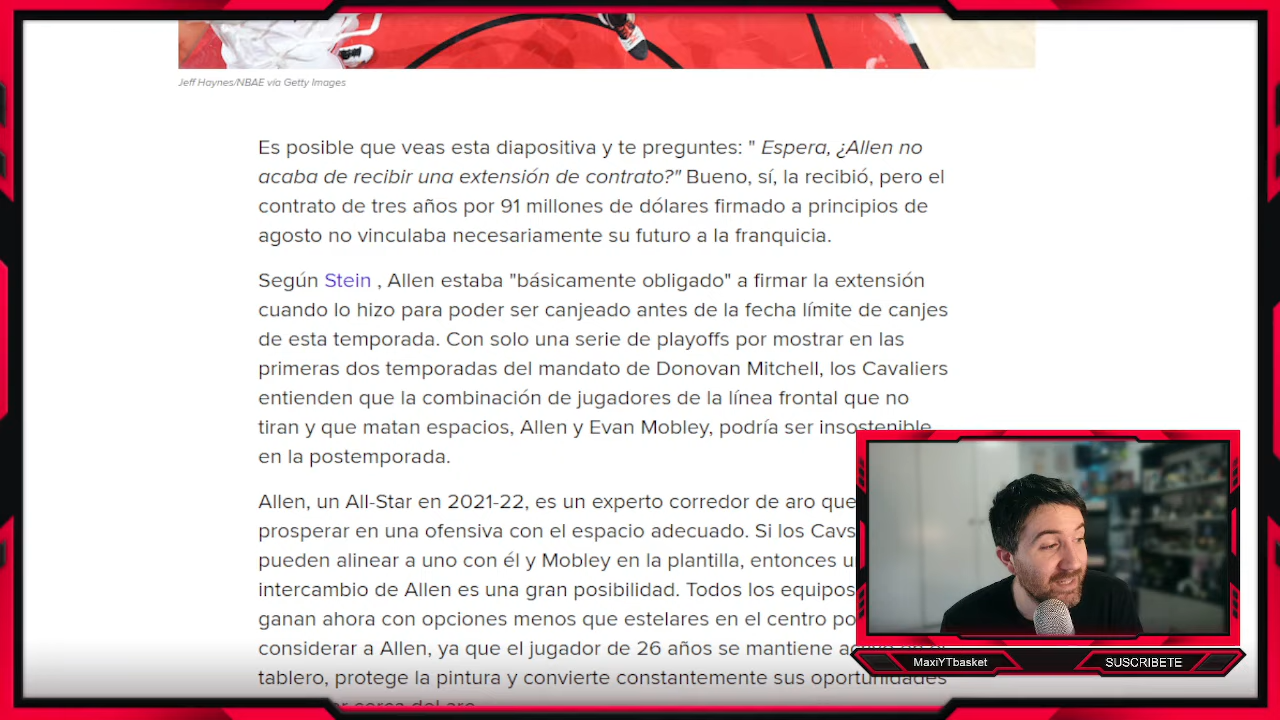 Jeff Haynes/NBAE vía Getty Images
Es posible que veas esta diapositiva y te preguntes: " Espera, ¿Allen no
acaba de recibir una extensión de contrato?" Bueno, sí, la recibió, pero el
contrato de tres años por 91 millones de dólares firmado a principios de
agosto no vinculaba necesariamente su futuro a la franquicia.
Según Stein , Allen estaba "básicamente obligado" a firmar la extensión
cuando lo hizo para poder ser canjeado antes de la fecha límite de canjes
de esta temporada. Con solo una serie de playoffs por mostrar en las
primeras dos temporadas del mandato de Donovan Mitchell, los Cavaliers
entienden que la combinación de jugadores de la línea frontal que no
tiran y que matan espacios, Allen y Evan Mobley, podría ser insostenible
en la postemporada.
Allen, un All-Star en 2021-22, es un experto corredor de aro que
prosperar en una ofensiva con el espacio adecuado. Si los Cavs
pueden alinear a uno con él y Mobley en la plantilla, entonces
intercambio de Allen es una gran posibilidad. Todos los equipos
ganan ahora con opciones menos que estelares en el centro
considerar a Allen, ya que el jugador de 26 años se mantiene
tablero, protege la pintura y convierte constantemente sus oportunidades
cerca del aro
MaxiYTbasket
SUSCRIBETE